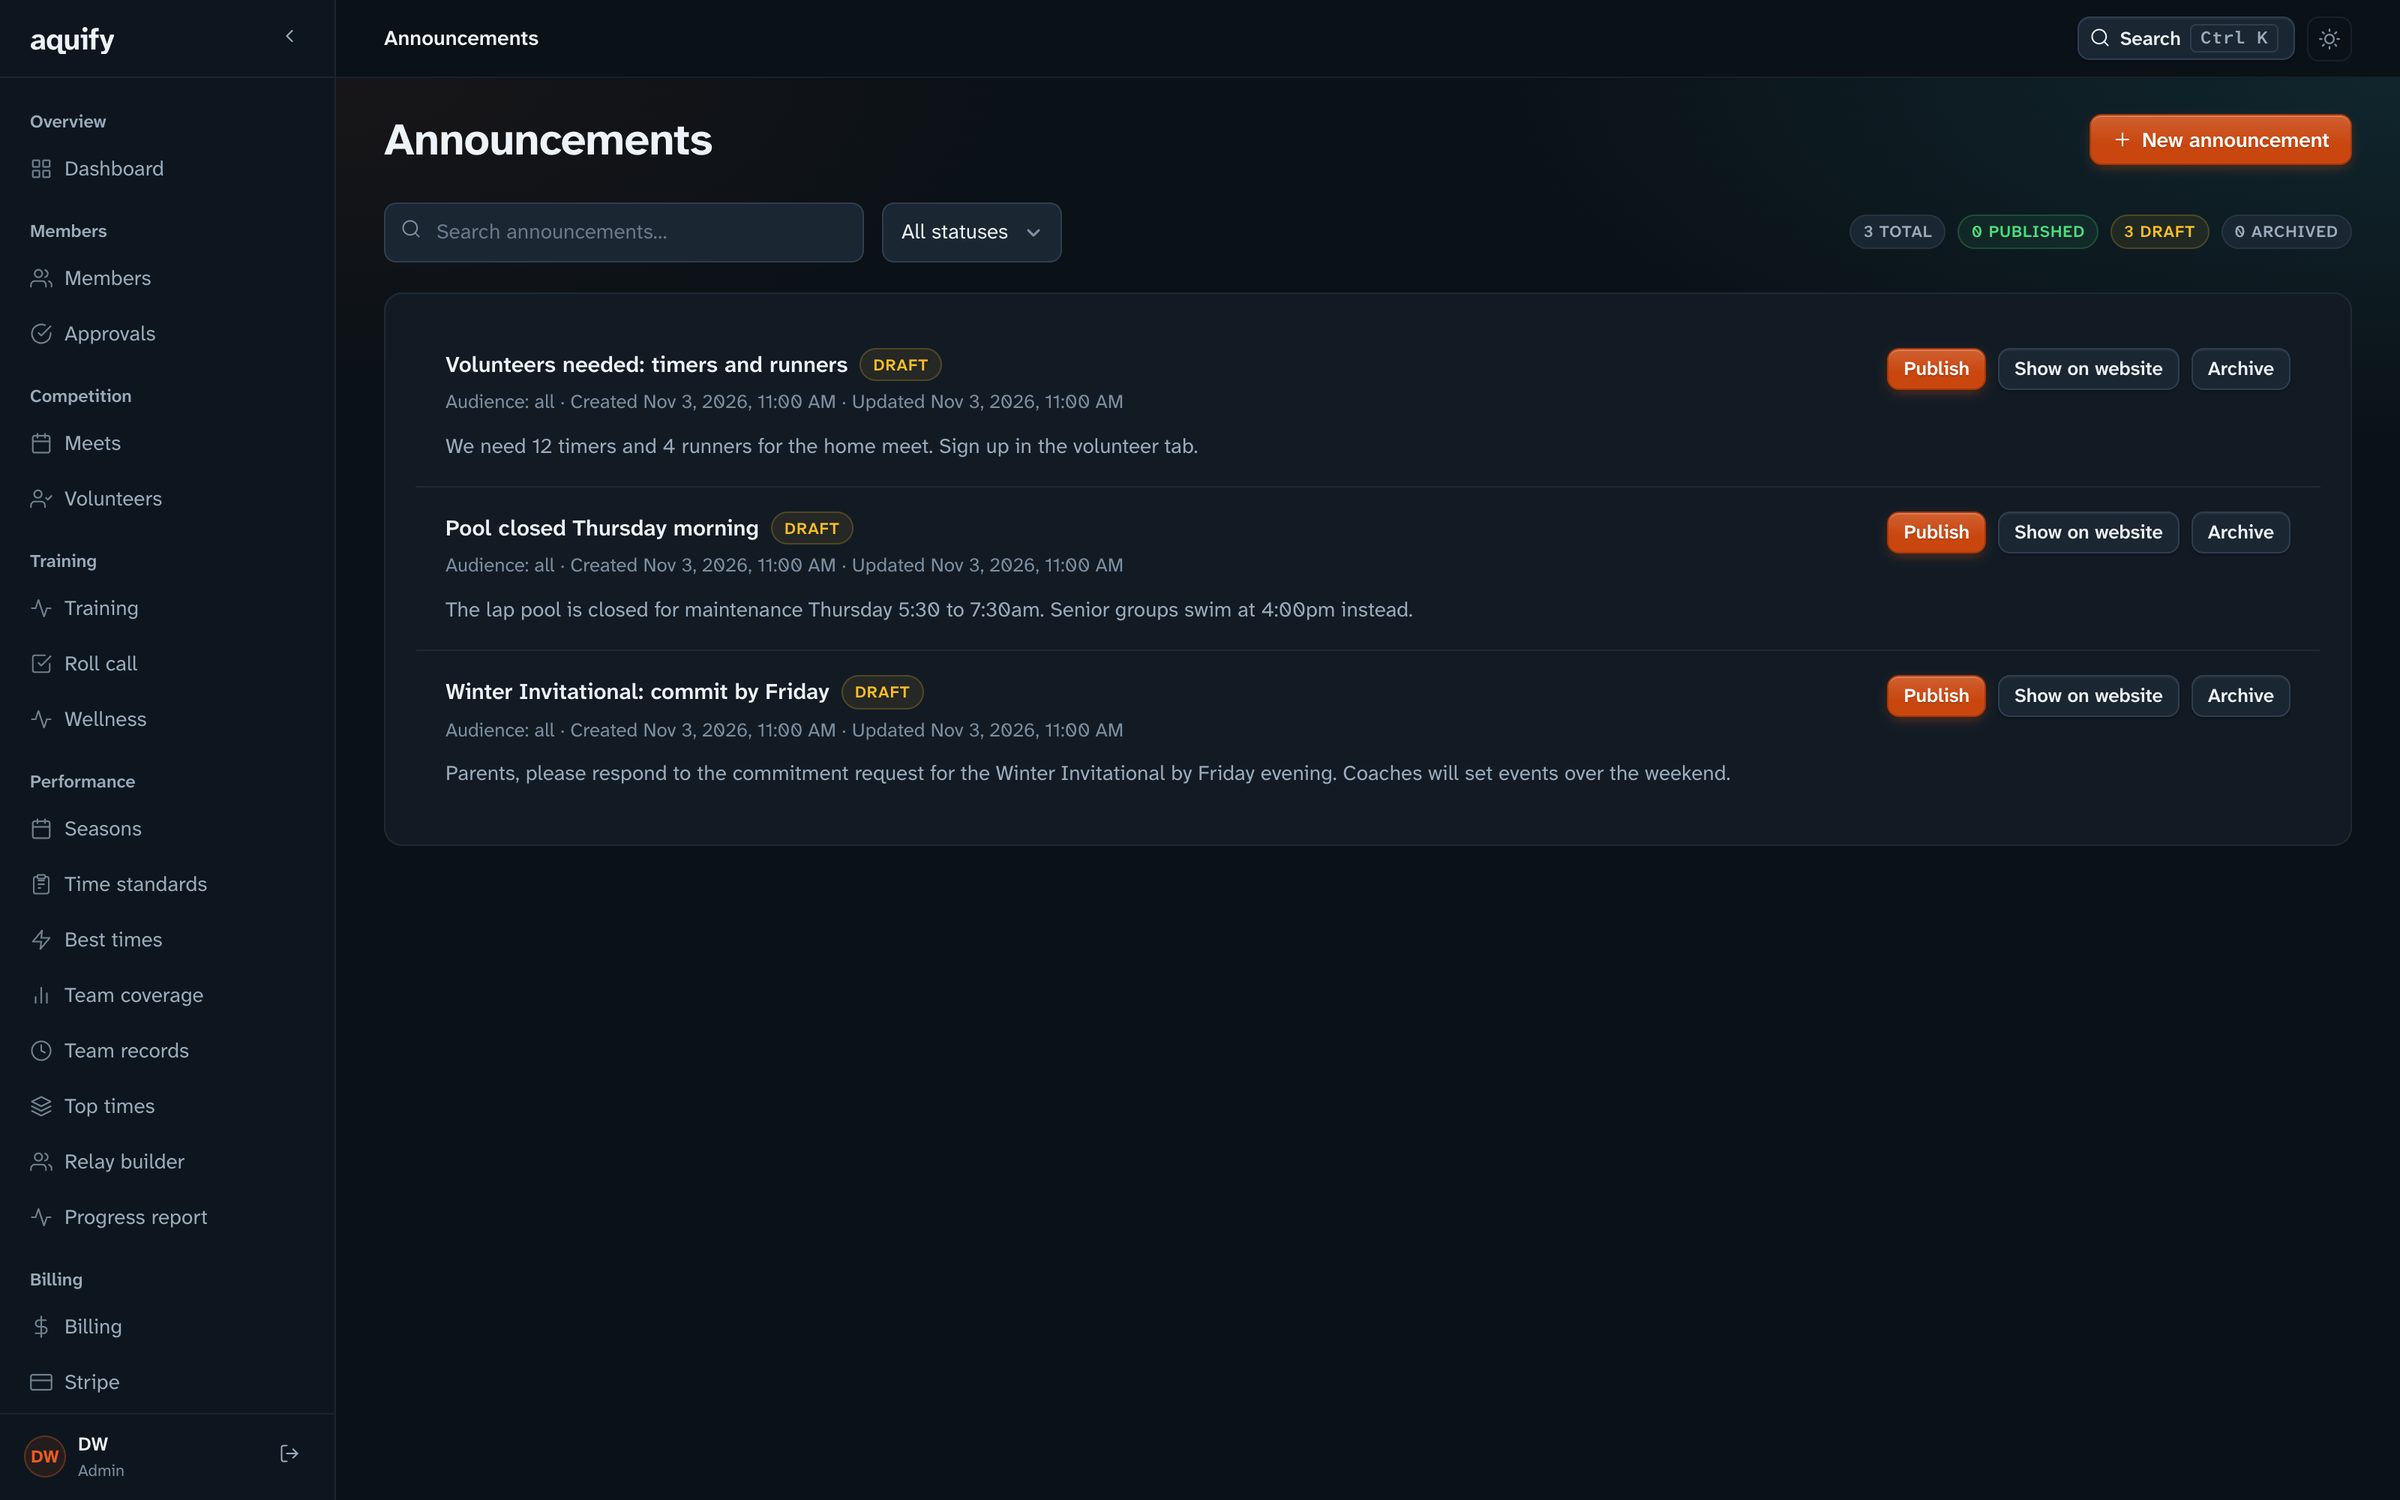 aquify
Announcements
Search Ctrl K
Overview
Dashboard
Members
Members
Approvals
Competition
Meets
Volunteers
Training
Training
Roll call
Wellness
Performance
Seasons
Time standards
Best times
Team coverage
Team records
Top times
Relay builder
Progress report
Billing
Billing
Stripe
DW
DW
Admin
Announcements
+ New announcement
Search announcements...
All statuses
3 TOTAL
0 PUBLISHED
3 DRAFT
0 ARCHIVED
Volunteers needed: timers and runners DRAFT
Publish Show on website Archive
Audience: all · Created Nov 3, 2026, 11:00 AM · Updated Nov 3, 2026, 11:00 AM
We need 12 timers and 4 runners for the home meet. Sign up in the volunteer tab.
Pool closed Thursday morning DRAFT
Publish Show on website Archive
Audience: all · Created Nov 3, 2026, 11:00 AM · Updated Nov 3, 2026, 11:00 AM
The lap pool is closed for maintenance Thursday 5:30 to 7:30am. Senior groups swim at 4:00pm instead.
Winter Invitational: commit by Friday DRAFT
Publish Show on website Archive
Audience: all · Created Nov 3, 2026, 11:00 AM · Updated Nov 3, 2026, 11:00 AM
Parents, please respond to the commitment request for the Winter Invitational by Friday evening. Coaches will set events over the weekend.